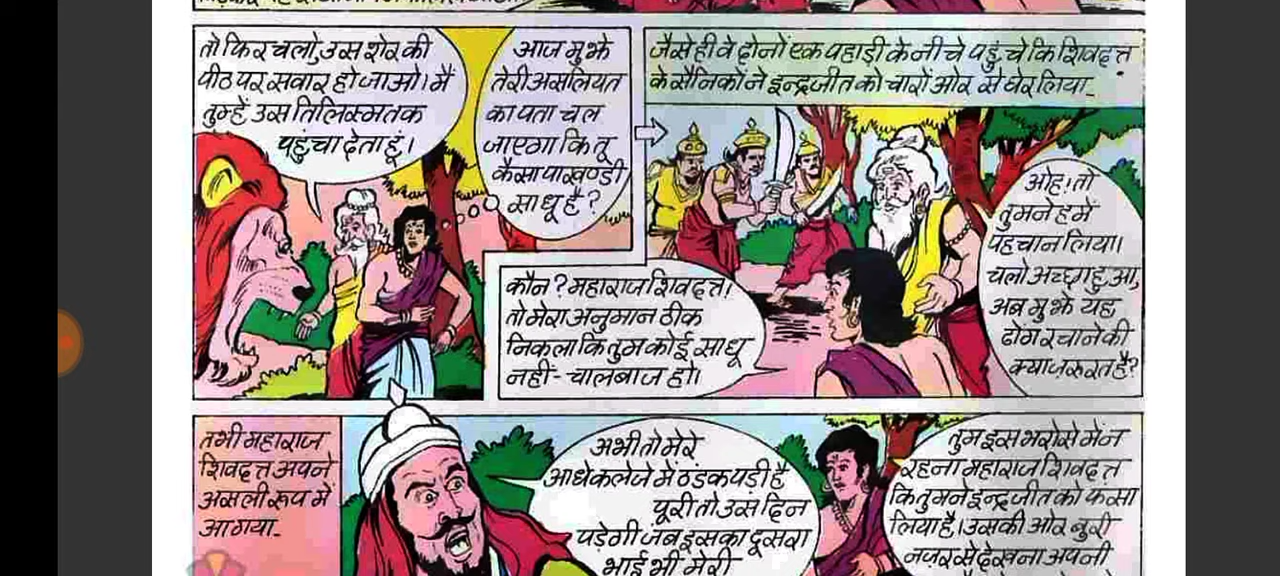 तो फिर चलो, उस शेर की
पीठ पर सवार हो जाओ। मैं
तुम्हें उस तिलिस्म तक
पहुंचा देता हूं।
आज मुझे
तेरी असलियत
का पता चल
जाएगा कि तू
कैसा पाखण्डी
साधू है?
जैसे ही वे दोनों एक पहाड़ी के नीचे पहुंचे कि शिवदत्त
के सैनिकों ने इन्द्रजीत को चारों ओर से घेर लिया_
कौन? महाराज शिवदत्त।
तो मेरा अनुमान ठीक
निकला कि तुम कोई साधू
नहीं - चालबाज हो।
ओह! तो
तुमने हमें
पहचान लिया।
चलो अच्छा हुआ,
अब मुझे यह
ढोंग रचाने की
क्या ज़रूरत है?
तभी महाराज
शिवदत्त अपने
असली रूप में
आ गया_
अभी तो मेरे
आधे कलेजे में ठंडक पड़ी है
पूरी तो उस दिन
पड़ेगी जब इसका दूसरा
भाई भी मेरी
तुम इस भरोसे में न
रहना महाराज शिवदत्त
कि तुमने इन्द्रजीत को फंसा
लिया है। उसकी ओर बुरी
नज़र से देखना अपनी